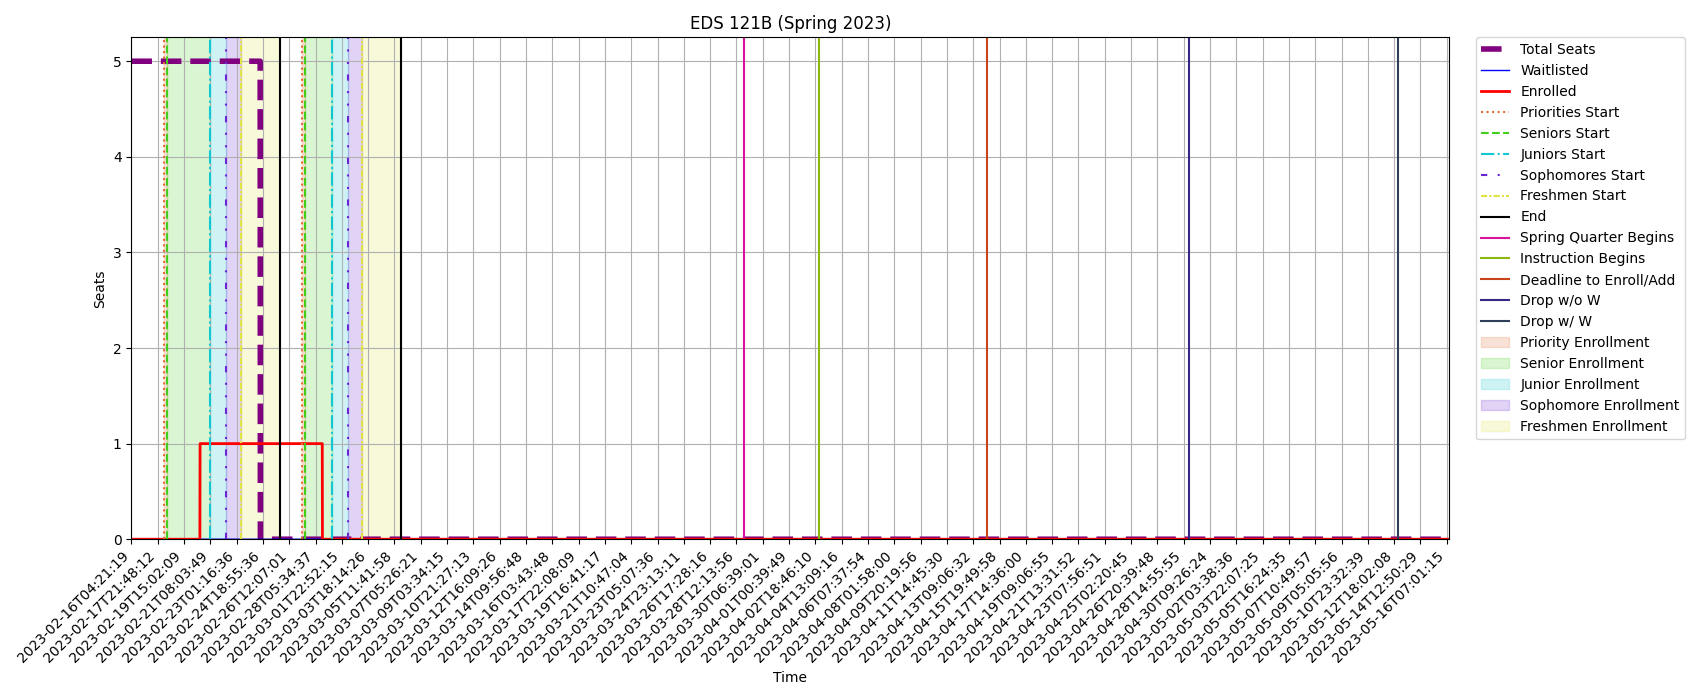 EDS 121B (Spring 2023)
Seats
5
4
3
2
1
0
2023-02-16T04:21:19
2023-02-17T21:48:12
2023-02-19T15:02:09
2023-02-21T08:03:49
2023-02-23T01:16:36
2023-02-24T18:55:36
2023-02-26T12:07:01
2023-02-28T05:34:37
2023-03-01T22:52:15
2023-03-03T18:14:26
2023-03-05T11:41:58
2023-03-07T05:26:21
2023-03-09T03:34:15
2023-03-10T21:27:13
2023-03-12T16:09:26
2023-03-14T09:56:48
2023-03-16T03:43:48
2023-03-17T22:08:09
2023-03-19T16:41:17
2023-03-21T10:47:04
2023-03-23T05:07:36
2023-03-24T23:13:11
2023-03-26T17:28:16
2023-03-28T12:13:56
2023-03-30T06:39:01
2023-04-01T00:39:49
2023-04-02T18:46:10
2023-04-04T13:09:16
2023-04-06T07:37:54
2023-04-08T01:58:00
2023-04-09T20:19:56
2023-04-11T14:45:30
2023-04-13T09:06:32
2023-04-15T19:49:58
2023-04-17T14:36:00
2023-04-19T09:06:55
2023-04-21T13:31:52
2023-04-23T07:56:51
2023-04-25T02:20:45
2023-04-26T20:39:48
2023-04-28T14:55:55
2023-04-30T09:26:24
2023-05-02T03:38:36
2023-05-03T22:07:25
2023-05-05T16:24:35
2023-05-07T10:49:57
2023-05-09T05:05:56
2023-05-10T23:32:39
2023-05-12T18:02:08
2023-05-14T12:50:29
2023-05-16T07:01:15
Time
Total Seats
Waitlisted
Enrolled
Priorities Start
Seniors Start
Juniors Start
Sophomores Start
Freshmen Start
End
Spring Quarter Begins
Instruction Begins
Deadline to Enroll/Add
Drop w/o W
Drop w/ W
Priority Enrollment
Senior Enrollment
Junior Enrollment
Sophomore Enrollment
Freshmen Enrollment